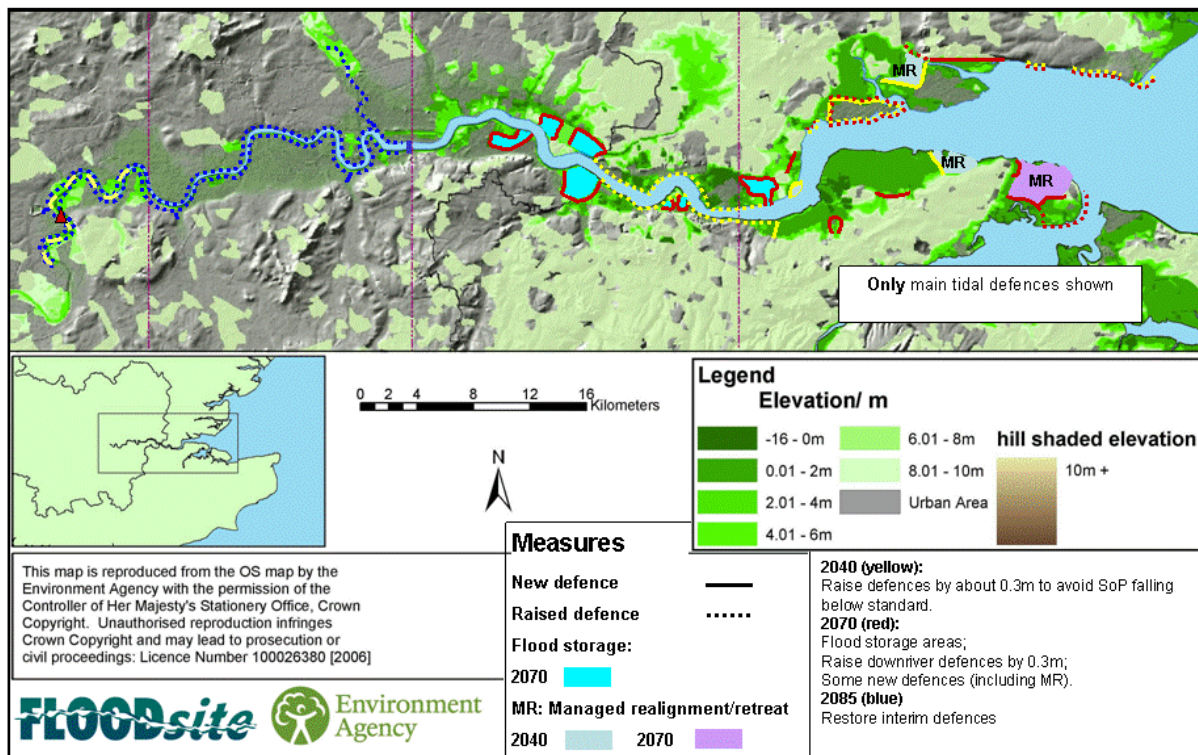 MR
MR
MR
Only main tidal defences shown
0 2 4 8 12 16
Kilometers
N
Legend
Elevation/ m
-16 - 0m
0.01 - 2m
2.01 - 4m
4.01 - 6m
6.01 - 8m
8.01 - 10m
Urban Area
hill shaded elevation
10m +
This map is reproduced from the OS map by the
Environment Agency with the permission of the
Controller of Her Majesty's Stationery Office, Crown
Copyright. Unauthorised reproduction infringes
Crown Copyright and may lead to prosecution or
civil proceedings: Licence Number 100026380 [2006]
FLOODsite
Environment
Agency
Measures
New defence
Raised defence
Flood storage:
2070
MR: Managed realignment/retreat
2040 2070
2040 (yellow):
Raise defences by about 0.3m to avoid SoP falling
below standard.
2070 (red):
Flood storage areas;
Raise downriver defences by 0.3m;
Some new defences (including MR).
2085 (blue)
Restore interim defences